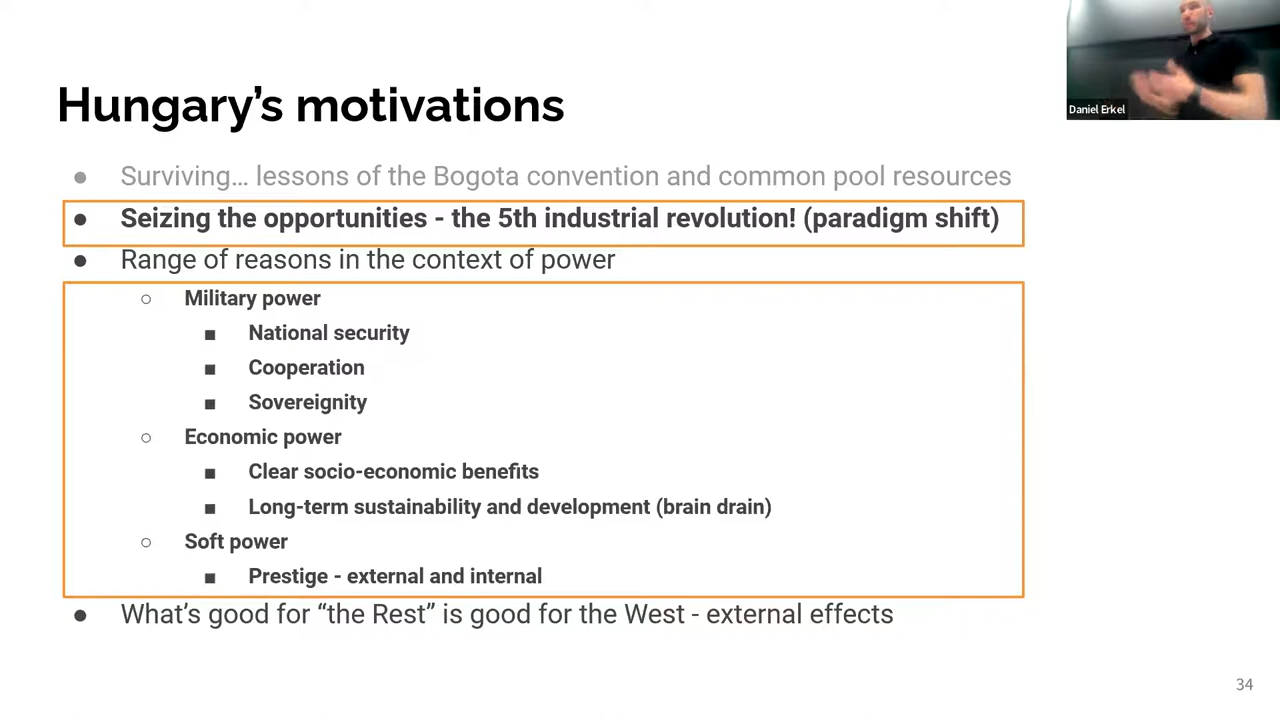 Daniel Erkel
Hungary’s motivations
● Surviving… lessons of the Bogota convention and common pool resources
● Seizing the opportunities - the 5th industrial revolution! (paradigm shift)
● Range of reasons in the context of power
○ Military power
■ National security
■ Cooperation
■ Sovereignity
○ Economic power
■ Clear socio-economic benefits
■ Long-term sustainability and development (brain drain)
○ Soft power
■ Prestige - external and internal
● What’s good for “the Rest” is good for the West - external effects
34